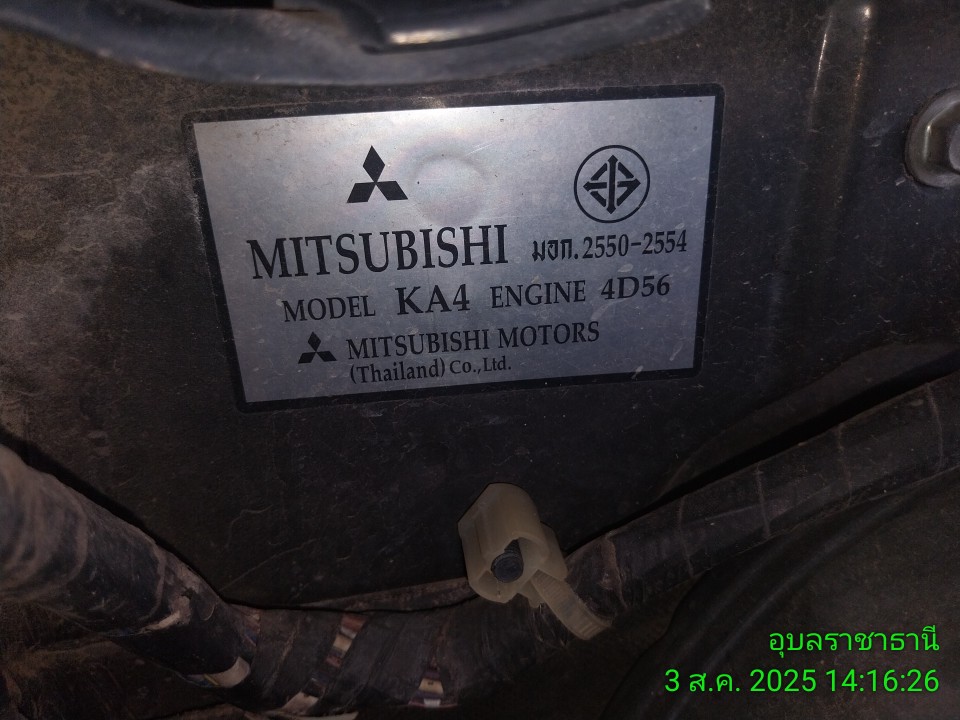 MITSUBISHI มอก.2550-2554
MODEL KA4 ENGINE 4D56
MITSUBISHI MOTORS
(Thailand) Co., Ltd.
อุบลราชาธานี
3 ส.ค. 2025 14:16:26